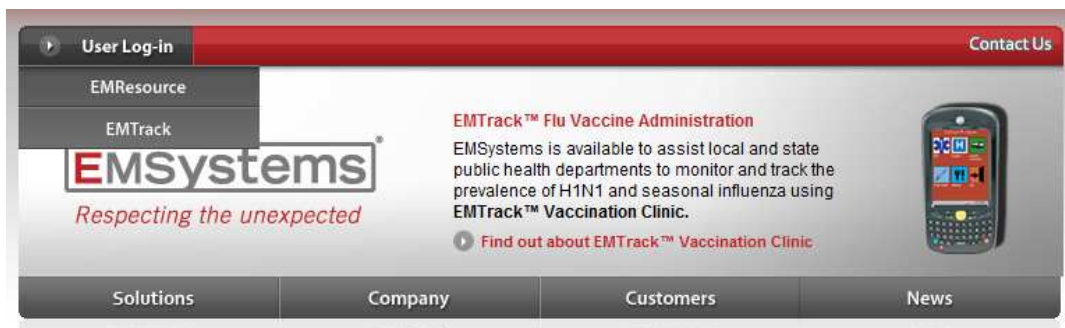 User Log-in
Contact Us
EMResource
EMTrack
EMSystems®
Respecting the unexpected
EMTrack™ Flu Vaccine Administration
EMSystems is available to assist local and state
public health departments to monitor and track the
prevalence of H1N1 and seasonal influenza using
EMTrack™ Vaccination Clinic.
Find out about EMTrack™ Vaccination Clinic
Solutions
Company
Customers
News